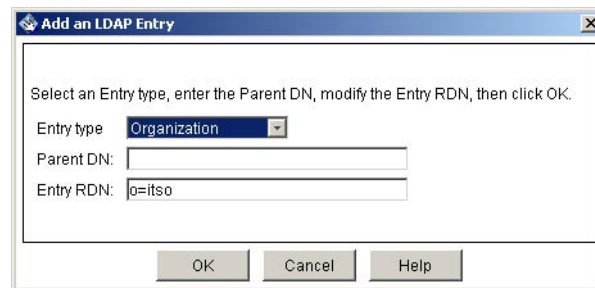 Add an LDAP Entry
Select an Entry type, enter the Parent DN, modify the Entry RDN, then click OK.
Entry type Organization
Parent DN:
Entry RDN: o=itso
OK Cancel Help